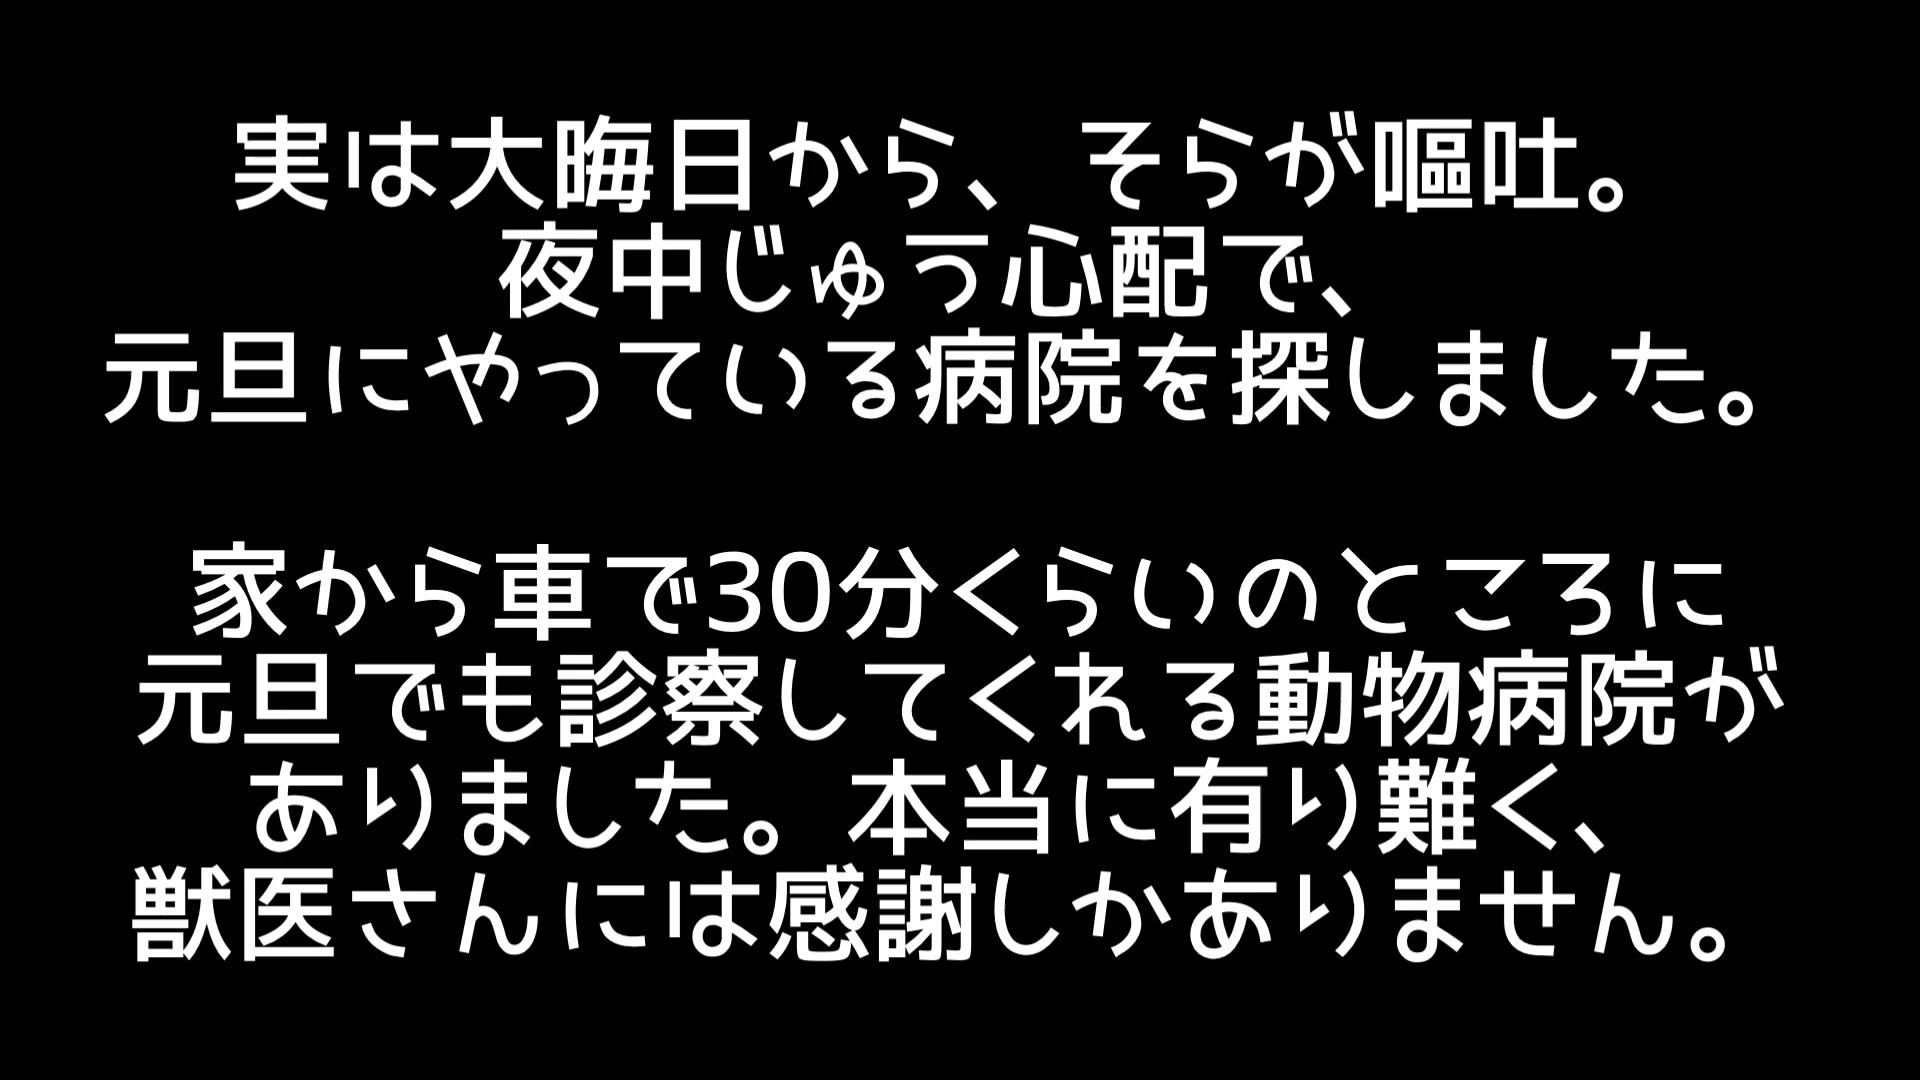 実は大晦日から、そらが嘔吐。
夜中じゅう心配で、
元旦にやっている病院を探しました。
家から車で30分くらいのところに
元旦でも診察してくれる動物病院が
ありました。本当に有り難く、
獣医さんには感謝しかありません。